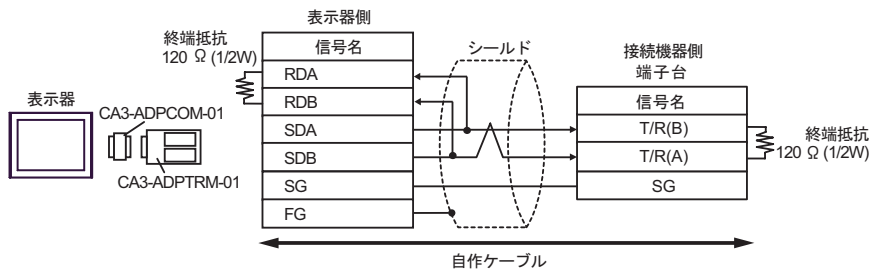 表示器側
終端抵抗
120 Ω (1/2W)
信号名
RDA
RDB
SDA
SDB
SG
FG
シールド
接続機器側
端子台
信号名
T/R(B)
T/R(A)
SG
終端抵抗
120 Ω (1/2W)
表示器
CA3-ADPCOM-01
CA3-ADPTRM-01
自作ケーブル